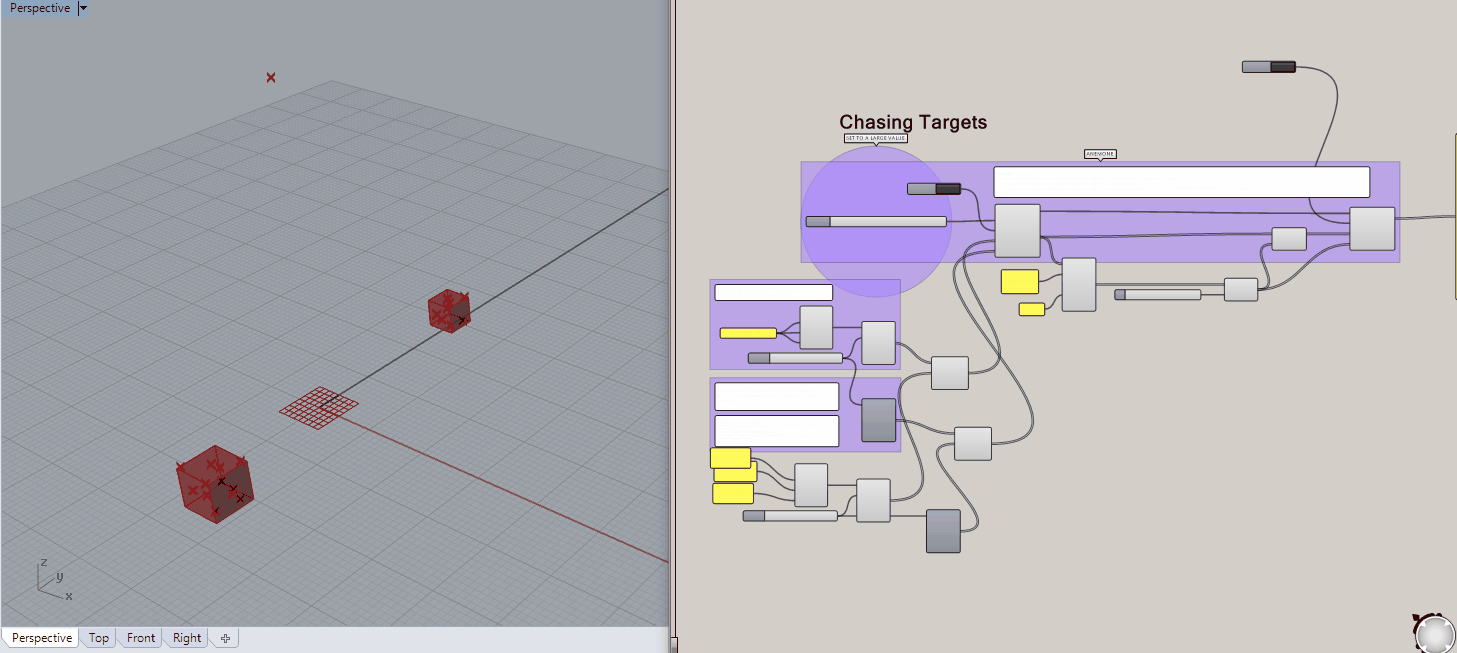 Perspective
Chasing Targets
SET TO A LARGE VALUE
ANEMONE
z
y
x
Perspective
Top
Front
Right